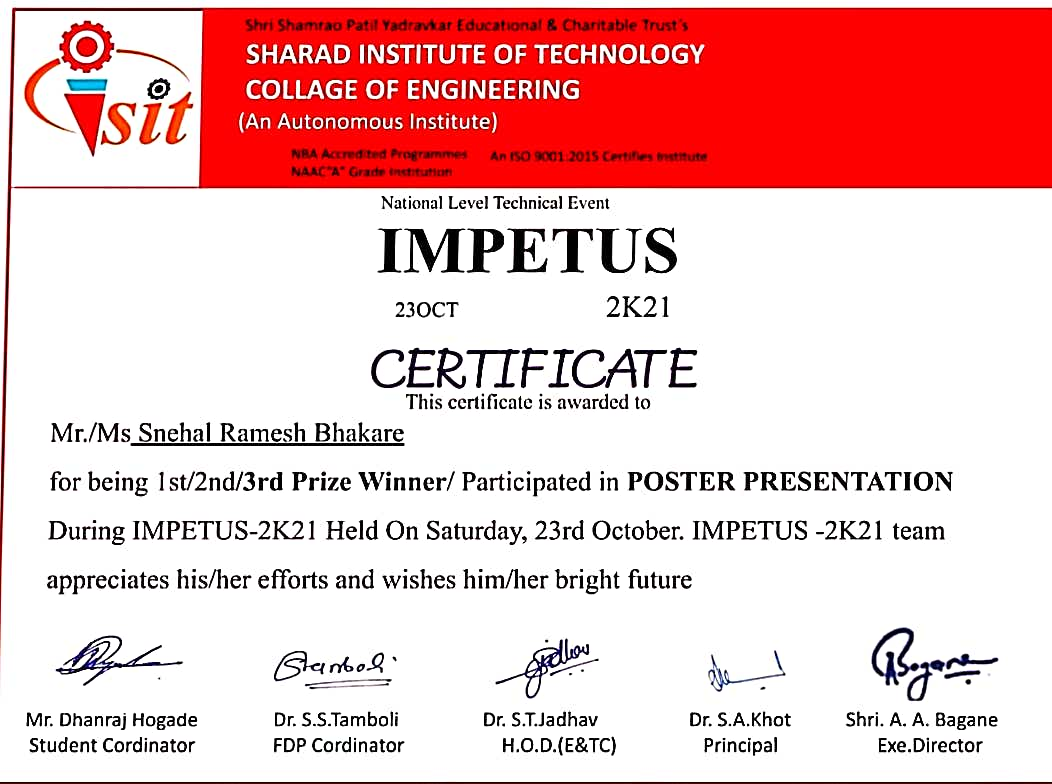 Shri Shamrao Patil Yadravkar Educational & Charitable Trust's
SHARAD INSTITUTE OF TECHNOLOGY
COLLAGE OF ENGINEERING
(An Autonomous Institute)
sit
NBA Accredited Programmes An ISO 9001:2015 Certifies Institute
NAAC"A" Grade Institution
National Level Technical Event
IMPETUS
23OCT 2K21
CERTIFICATE
This certificate is awarded to
Mr./Ms Snehal Ramesh Bhakare
for being 1st/2nd/3rd Prize Winner/ Participated in POSTER PRESENTATION
During IMPETUS-2K21 Held On Saturday, 23rd October. IMPETUS -2K21 team
appreciates his/her efforts and wishes him/her bright future
Stamboli Jadhav Bagane
Mr. Dhanraj Hogade Dr. S.S.Tamboli Dr. S.T.Jadhav Dr. S.A.Khot Shri. A. A. Bagane
Student Cordinator FDP Cordinator H.O.D.(E&TC) Principal Exe.Director